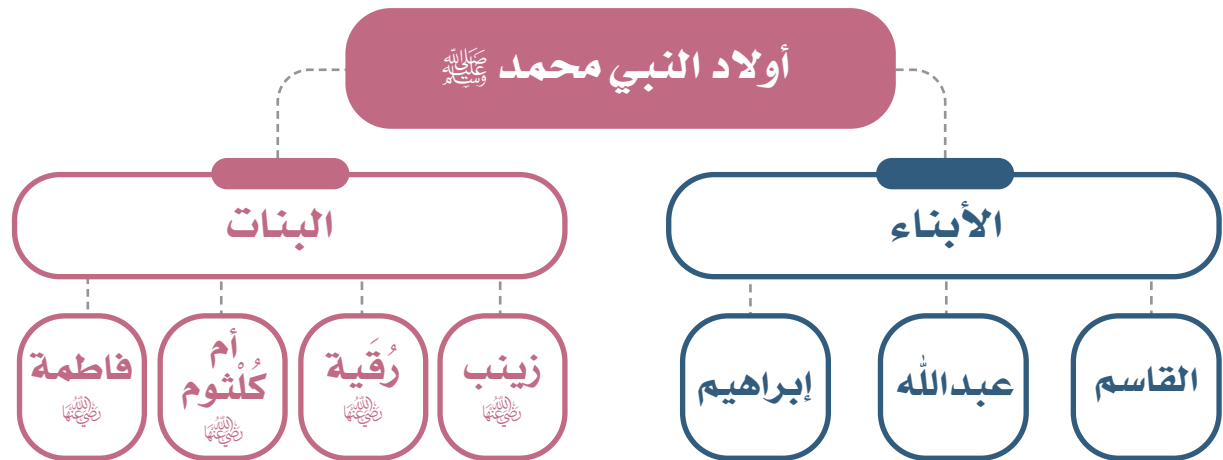 أولاد النبي محمد ﷺ
الأبناء
البنات
القاسم
عبدالله
إبراهيم
زينب
رضي الله عنها
رُقَية
رضي الله عنها
أم
كُلْثوم
رضي الله عنها
فاطمة
رضي الله عنها